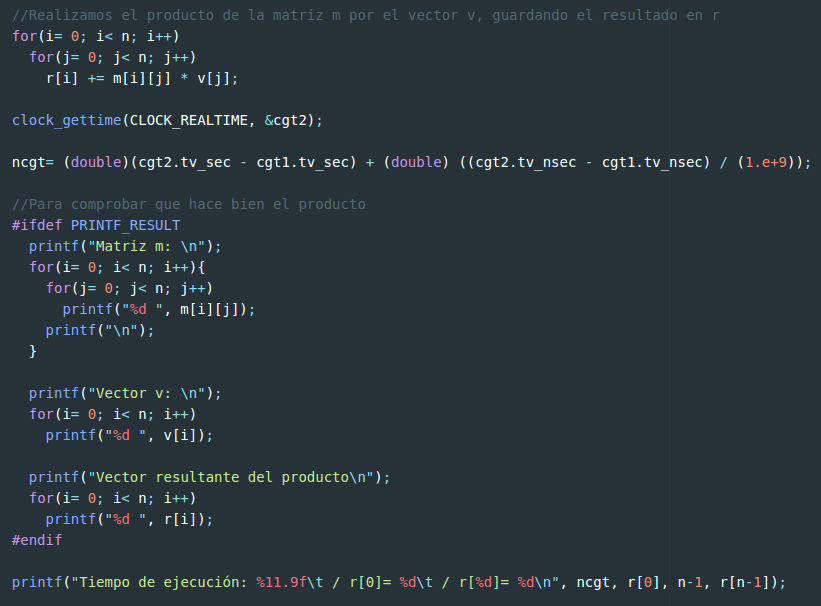 //Realizamos el producto de la matriz m por el vector v, guardando el resultado en r
for(i= 0; i< n; i++)
for(j= 0; j< n; j++)
r[i] += m[i][j] * v[j];
clock_gettime(CLOCK_REALTIME, &cgt2);
ncgt= (double)(cgt2.tv_sec - cgt1.tv_sec) + (double) ((cgt2.tv_nsec - cgt1.tv_nsec) / (1.e+9));
//Para comprobar que hace bien el producto
#ifdef PRINTF_RESULT
printf("Matriz m: \n");
for(i= 0; i< n; i++){
for(j= 0; j< n; j++)
printf("%d ", m[i][j]);
printf("\n");
}
printf("Vector v: \n");
for(i= 0; i< n; i++)
printf("%d ", v[i]);
printf("Vector resultante del producto\n");
for(i= 0; i< n; i++)
printf("%d ", r[i]);
#endif
printf("Tiempo de ejecución: %11.9f\t / r[0]= %d\t / r[%d]= %d\n", ncgt, r[0], n-1, r[n-1]);